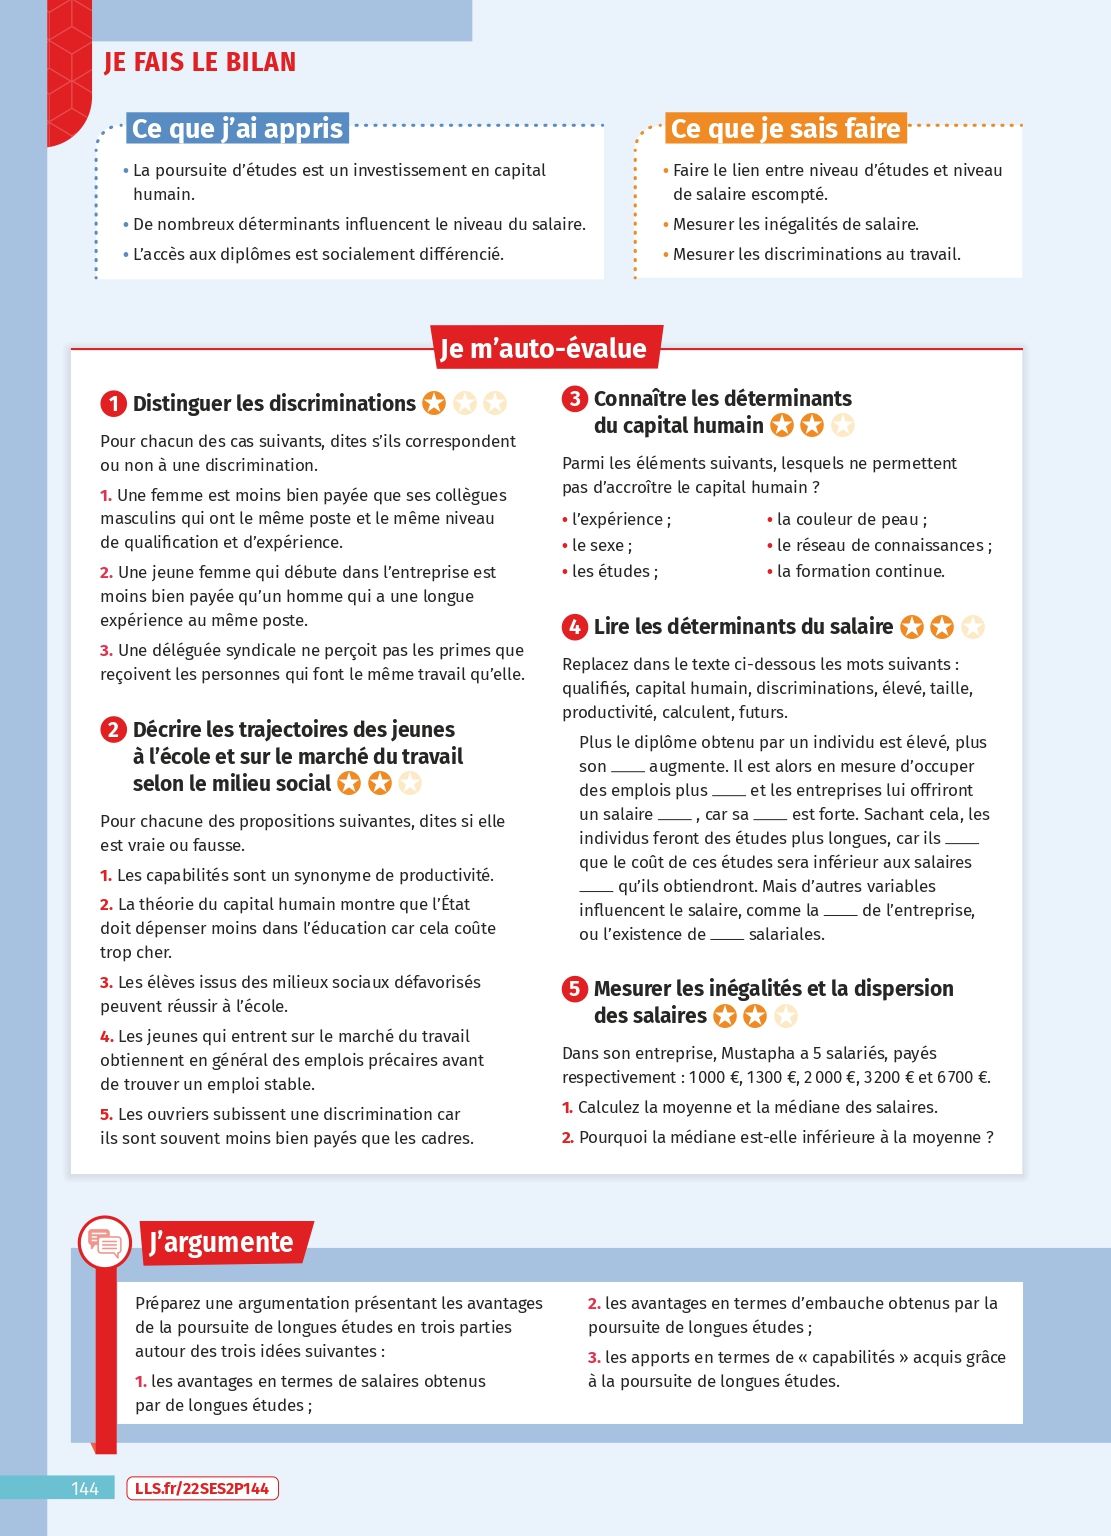 JE FAIS LE BILAN
Ce que j'ai appris
• La poursuite d'études est un investissement en capital
humain.
• De nombreux déterminants influencent le niveau du salaire.
• L'accès aux diplômes est socialement différencié.
Ce que je sais faire
• Faire le lien entre niveau d'études et niveau
de salaire escompté.
• Mesurer les inégalités de salaire.
• Mesurer les discriminations au travail.
Je m'auto-évalue
1 Distinguer les discriminations
Pour chacun des cas suivants, dites s'ils correspondent
ou non à une discrimination.
1. Une femme est moins bien payée que ses collègues
masculins qui ont le même poste et le même niveau
de qualification et d'expérience.
2. Une jeune femme qui débute dans l'entreprise est
moins bien payée qu'un homme qui a une longue
expérience au même poste.
3. Une déléguée syndicale ne perçoit pas les primes que
reçoivent les personnes qui font le même travail qu'elle.
2 Décrire les trajectoires des jeunes
à l'école et sur le marché du travail
selon le milieu social
Pour chacune des propositions suivantes, dites si elle
est vraie ou fausse.
1. Les capabilités sont un synonyme de productivité.
2. La théorie du capital humain montre que l'État
doit dépenser moins dans l'éducation car cela coûte
trop cher.
3. Les élèves issus des milieux sociaux défavorisés
peuvent réussir à l'école.
4. Les jeunes qui entrent sur le marché du travail
obtiennent en général des emplois précaires avant
de trouver un emploi stable.
5. Les ouvriers subissent une discrimination car
ils sont souvent moins bien payés que les cadres.
3 Connaître les déterminants
du capital humain
Parmi les éléments suivants, lesquels ne permettent
pas d'accroître le capital humain ?
• l'expérience ;
• le sexe ;
• les études ;
• la couleur de peau ;
• le réseau de connaissances ;
• la formation continue.
4 Lire les déterminants du salaire
Replacez dans le texte ci-dessous les mots suivants :
qualifiés, capital humain, discriminations, élevé, taille,
productivité, calculent, futurs.
Plus le diplôme obtenu par un individu est élevé, plus
son ____ augmente. Il est alors en mesure d'occuper
des emplois plus ____ et les entreprises lui offriront
un salaire ____ , car sa ____ est forte. Sachant cela, les
individus feront des études plus longues, car ils ____
que le coût de ces études sera inférieur aux salaires
____ qu'ils obtiendront. Mais d'autres variables
influencent le salaire, comme la ____ de l'entreprise,
ou l'existence de ____ salariales.
5 Mesurer les inégalités et la dispersion
des salaires
Dans son entreprise, Mustapha a 5 salariés, payés
respectivement : 1 000 €, 1 300 €, 2 000 €, 3 200 € et 6 700 €.
1. Calculez la moyenne et la médiane des salaires.
2. Pourquoi la médiane est-elle inférieure à la moyenne ?
J'argumente
Préparez une argumentation présentant les avantages
de la poursuite de longues études en trois parties
autour des trois idées suivantes :
1. les avantages en termes de salaires obtenus
par de longues études ;
2. les avantages en termes d'embauche obtenus par la
poursuite de longues études ;
3. les apports en termes de « capabilités » acquis grâce
à la poursuite de longues études.
144
LLS.fr/22SES2P144